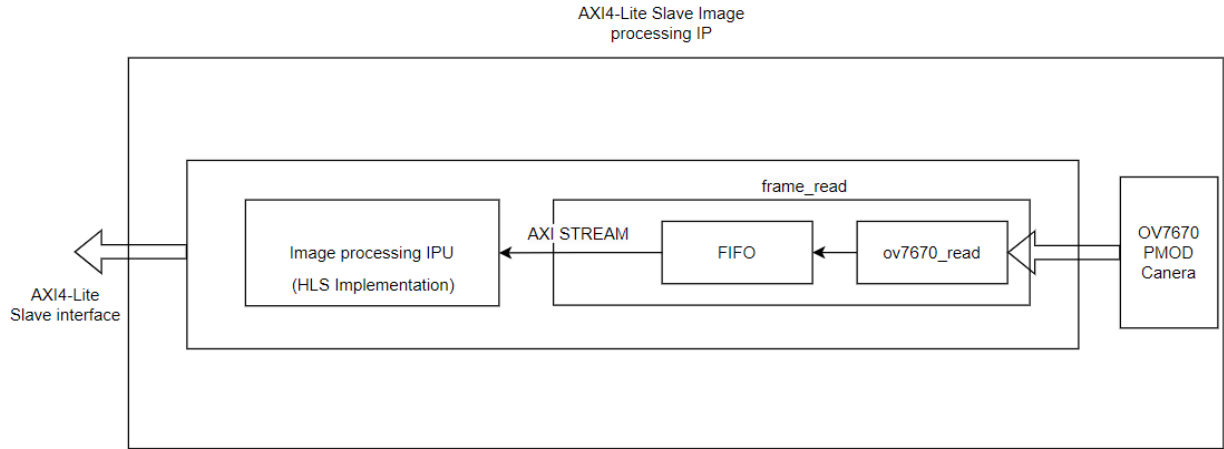 AXI4-Lite Slave Image
processing IP
frame_read
AXI STREAM
Image processing IPU
(HLS Implementation)
FIFO
ov7670_read
OV7670
PMOD
Canera
AXI4-Lite
Slave interface